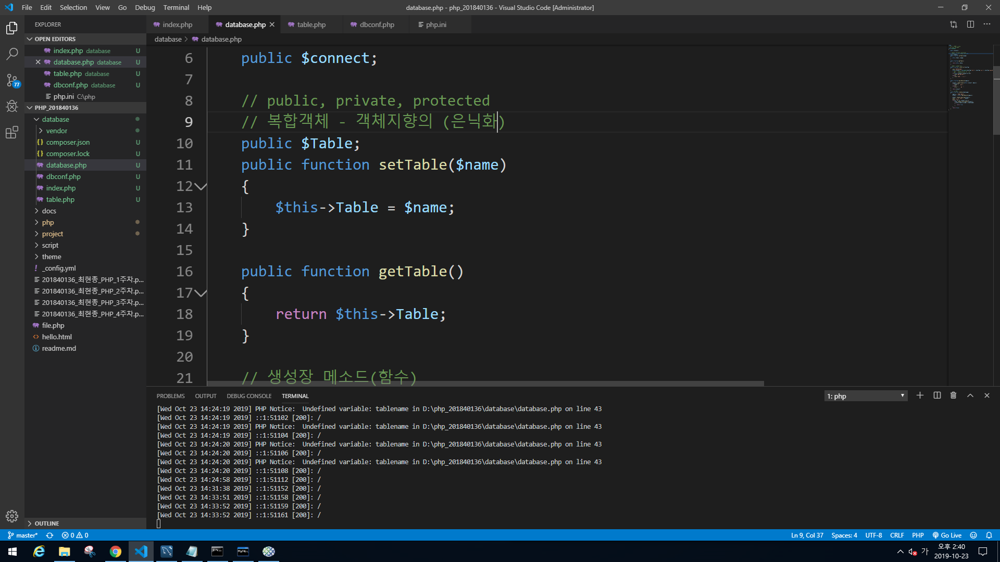 File Edit Selection View Go Debug Terminal Help
database.php - php_201840136 - Visual Studio Code [Administrator]
EXPLORER
OPEN EDITORS
index.php database U
database.php database U
table.php database U
dbconf.php database U
php.ini C:\php
PHP_201840136
database
vendor
composer.json U
composer.lock U
database.php U
dbconf.php U
index.php U
table.php U
docs
php
project
script
theme
_config.yml
201840136_최현종_PHP_1주차.p...
201840136_최현종_PHP_2주차.p...
201840136_최현종_PHP_3주차.p...
201840136_최현종_PHP_4주차.p...
file.php
hello.html
readme.md
OUTLINE
77
index.php database.php table.php dbconf.php php.ini
database > database.php
6 public $connect;
7
8 // public, private, protected
9 // 복합객체 - 객체지향의 (은닉화)
10 public $Table;
11 public function setTable($name)
12 {
13 $this->Table = $name;
14 }
15
16 public function getTable()
17 {
18 return $this->Table;
19 }
20
21 // 생성장 메소드(함수)
PROBLEMS OUTPUT DEBUG CONSOLE TERMINAL
1: php
[Wed Oct 23 14:24:19 2019] PHP Notice:  Undefined variable: tablename in D:\php_201840136\database\database.php on line 43
[Wed Oct 23 14:24:19 2019] ::1:51102 [200]: /
[Wed Oct 23 14:24:19 2019] PHP Notice:  Undefined variable: tablename in D:\php_201840136\database\database.php on line 43
[Wed Oct 23 14:24:19 2019] ::1:51104 [200]: /
[Wed Oct 23 14:24:20 2019] PHP Notice:  Undefined variable: tablename in D:\php_201840136\database\database.php on line 43
[Wed Oct 23 14:24:20 2019] ::1:51106 [200]: /
[Wed Oct 23 14:24:20 2019] PHP Notice:  Undefined variable: tablename in D:\php_201840136\database\database.php on line 43
[Wed Oct 23 14:24:20 2019] ::1:51108 [200]: /
[Wed Oct 23 14:24:58 2019] ::1:51112 [200]: /
[Wed Oct 23 14:31:38 2019] ::1:51152 [200]: /
[Wed Oct 23 14:33:51 2019] ::1:51158 [200]: /
[Wed Oct 23 14:33:52 2019] ::1:51159 [200]: /
[Wed Oct 23 14:33:52 2019] ::1:51161 [200]: /
master* 0 0
Ln 9, Col 37 Spaces: 4 UTF-8 CRLF PHP Go Live
가
오후 2:40
2019-10-23